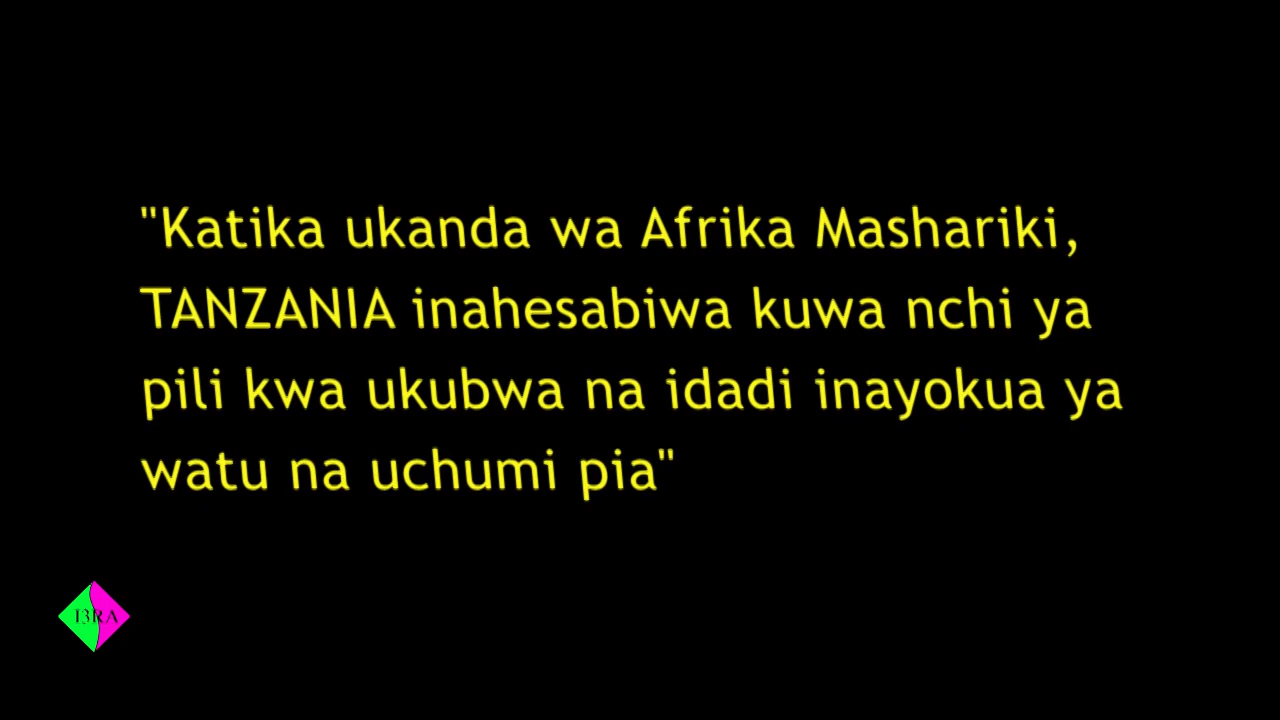 "Katika ukanda wa Afrika Mashariki,
TANZANIA inahesabiwa kuwa nchi ya
pili kwa ukubwa na idadi inayokua ya
watu na uchumi pia"